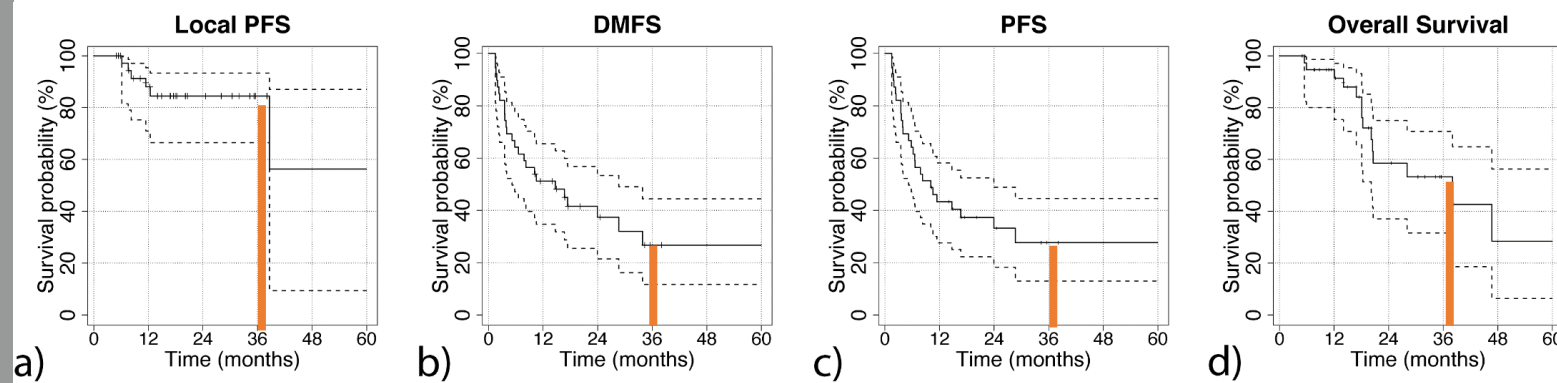 Local PFS
Survival probability (%)
100
80
60
40
20
0
0 12 24 36 48 60
Time (months)
a)
DMFS
Survival probability (%)
100
80
60
40
20
0
0 12 24 36 48 60
Time (months)
b)
PFS
Survival probability (%)
100
80
60
40
20
0
0 12 24 36 48 60
Time (months)
c)
Overall Survival
Survival probability (%)
100
80
60
40
20
0
0 12 24 36 48 60
Time (months)
d)